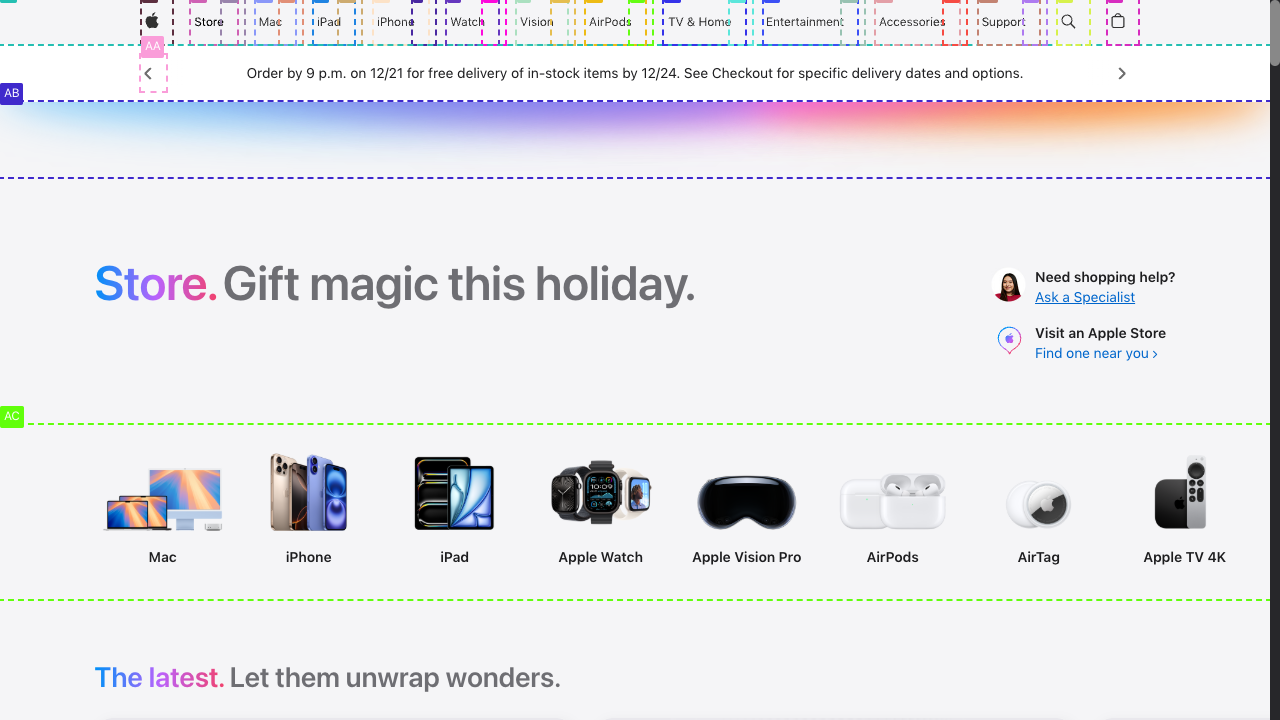 Store
Mac
iPad
iPhone
Watch
Vision
AirPods
TV & Home
Entertainment
Accessories
Support
AA
Order by 9 p.m. on 12/21 for free delivery of in-stock items by 12/24. See Checkout for specific delivery dates and options.
AB
Store. Gift magic this holiday.
Need shopping help?
Ask a Specialist
Visit an Apple Store
Find one near you >
AC
10:09
Mac
iPhone
iPad
Apple Watch
Apple Vision Pro
AirPods
AirTag
Apple TV 4K
The latest. Let them unwrap wonders.